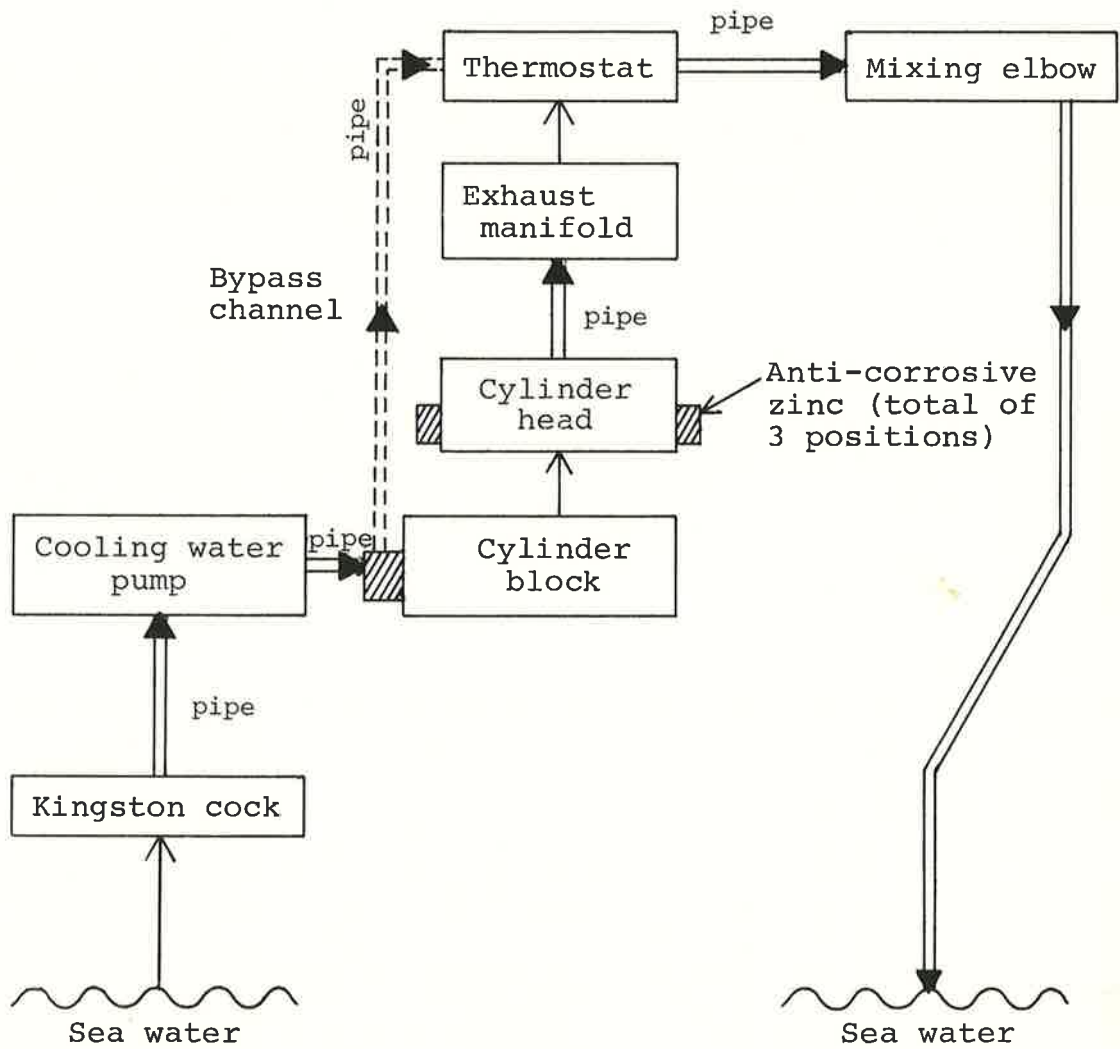 pipe
Thermostat
Mixing elbow
pipe
Exhaust
manifold
Bypass
channel
pipe
Cylinder
head
Anti-corrosive
zinc (total of
3 positions)
Cooling water
pump
pipe
Cylinder
block
pipe
Kingston cock
Sea water
Sea water